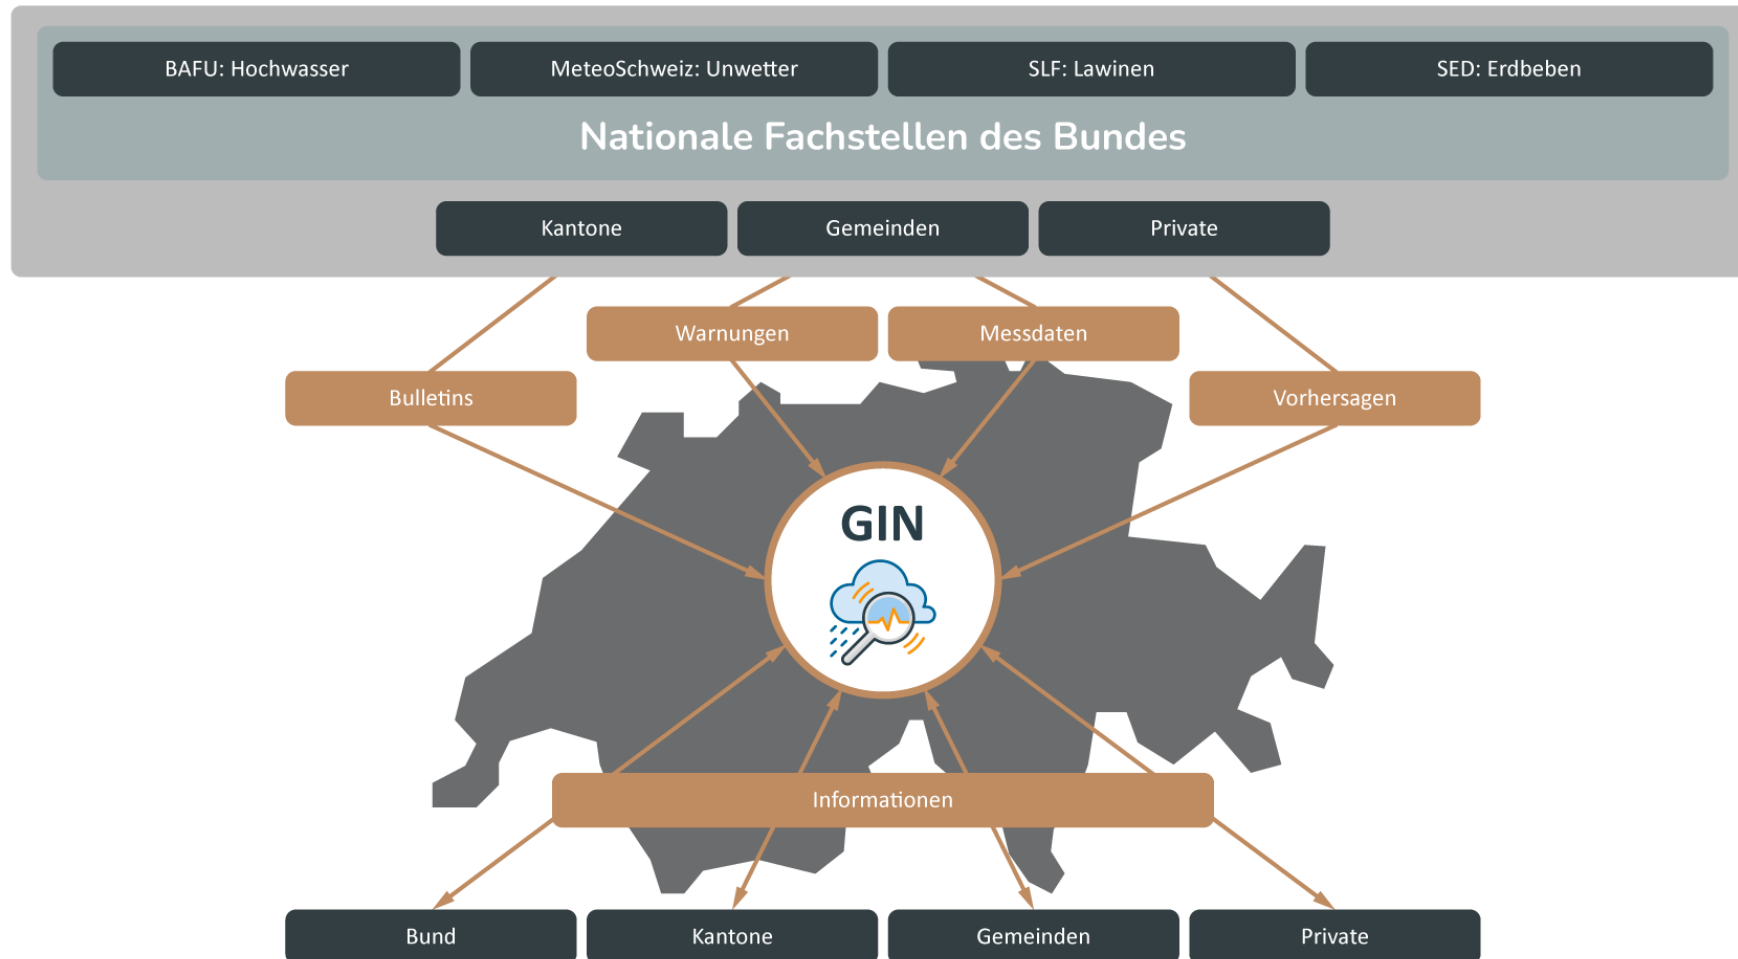 BAFU: Hochwasser
MeteoSchweiz: Unwetter
SLF: Lawinen
SED: Erdbeben
Nationale Fachstellen des Bundes
Kantone
Gemeinden
Private
Warnungen
Messdaten
Bulletins
Vorhersagen
GIN
Informationen
Bund
Kantone
Gemeinden
Private